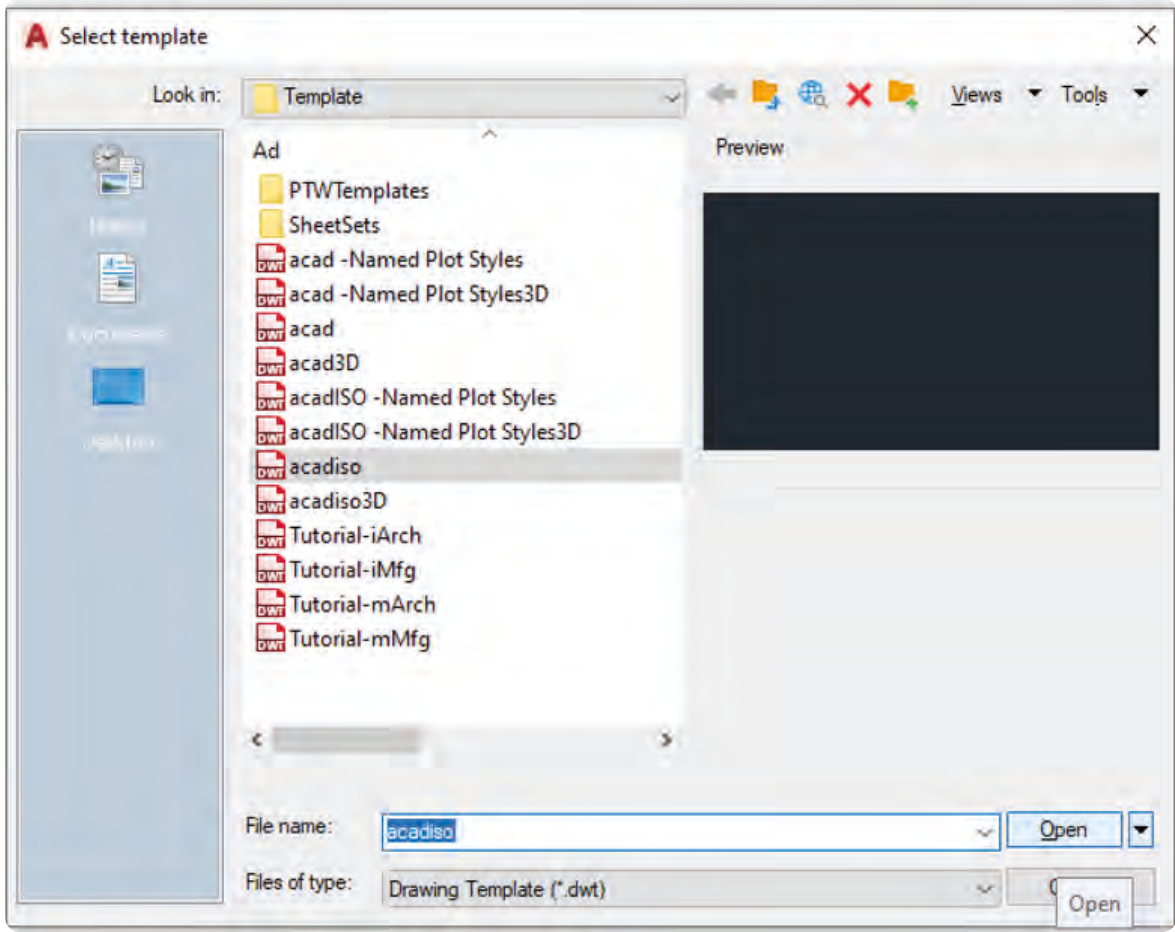 Select template
Look in: Template Views Tools
Ad
Preview
PTWTemplates
SheetSets
acad -Named Plot Styles
acad -Named Plot Styles3D
acad
acad3D
acadISO -Named Plot Styles
acadISO -Named Plot Styles3D
acadiso
acadiso3D
Tutorial-iArch
Tutorial-iMfg
Tutorial-mArch
Tutorial-mMfg
File name: acadiso Open
Files of type: Drawing Template (*.dwt)
Open